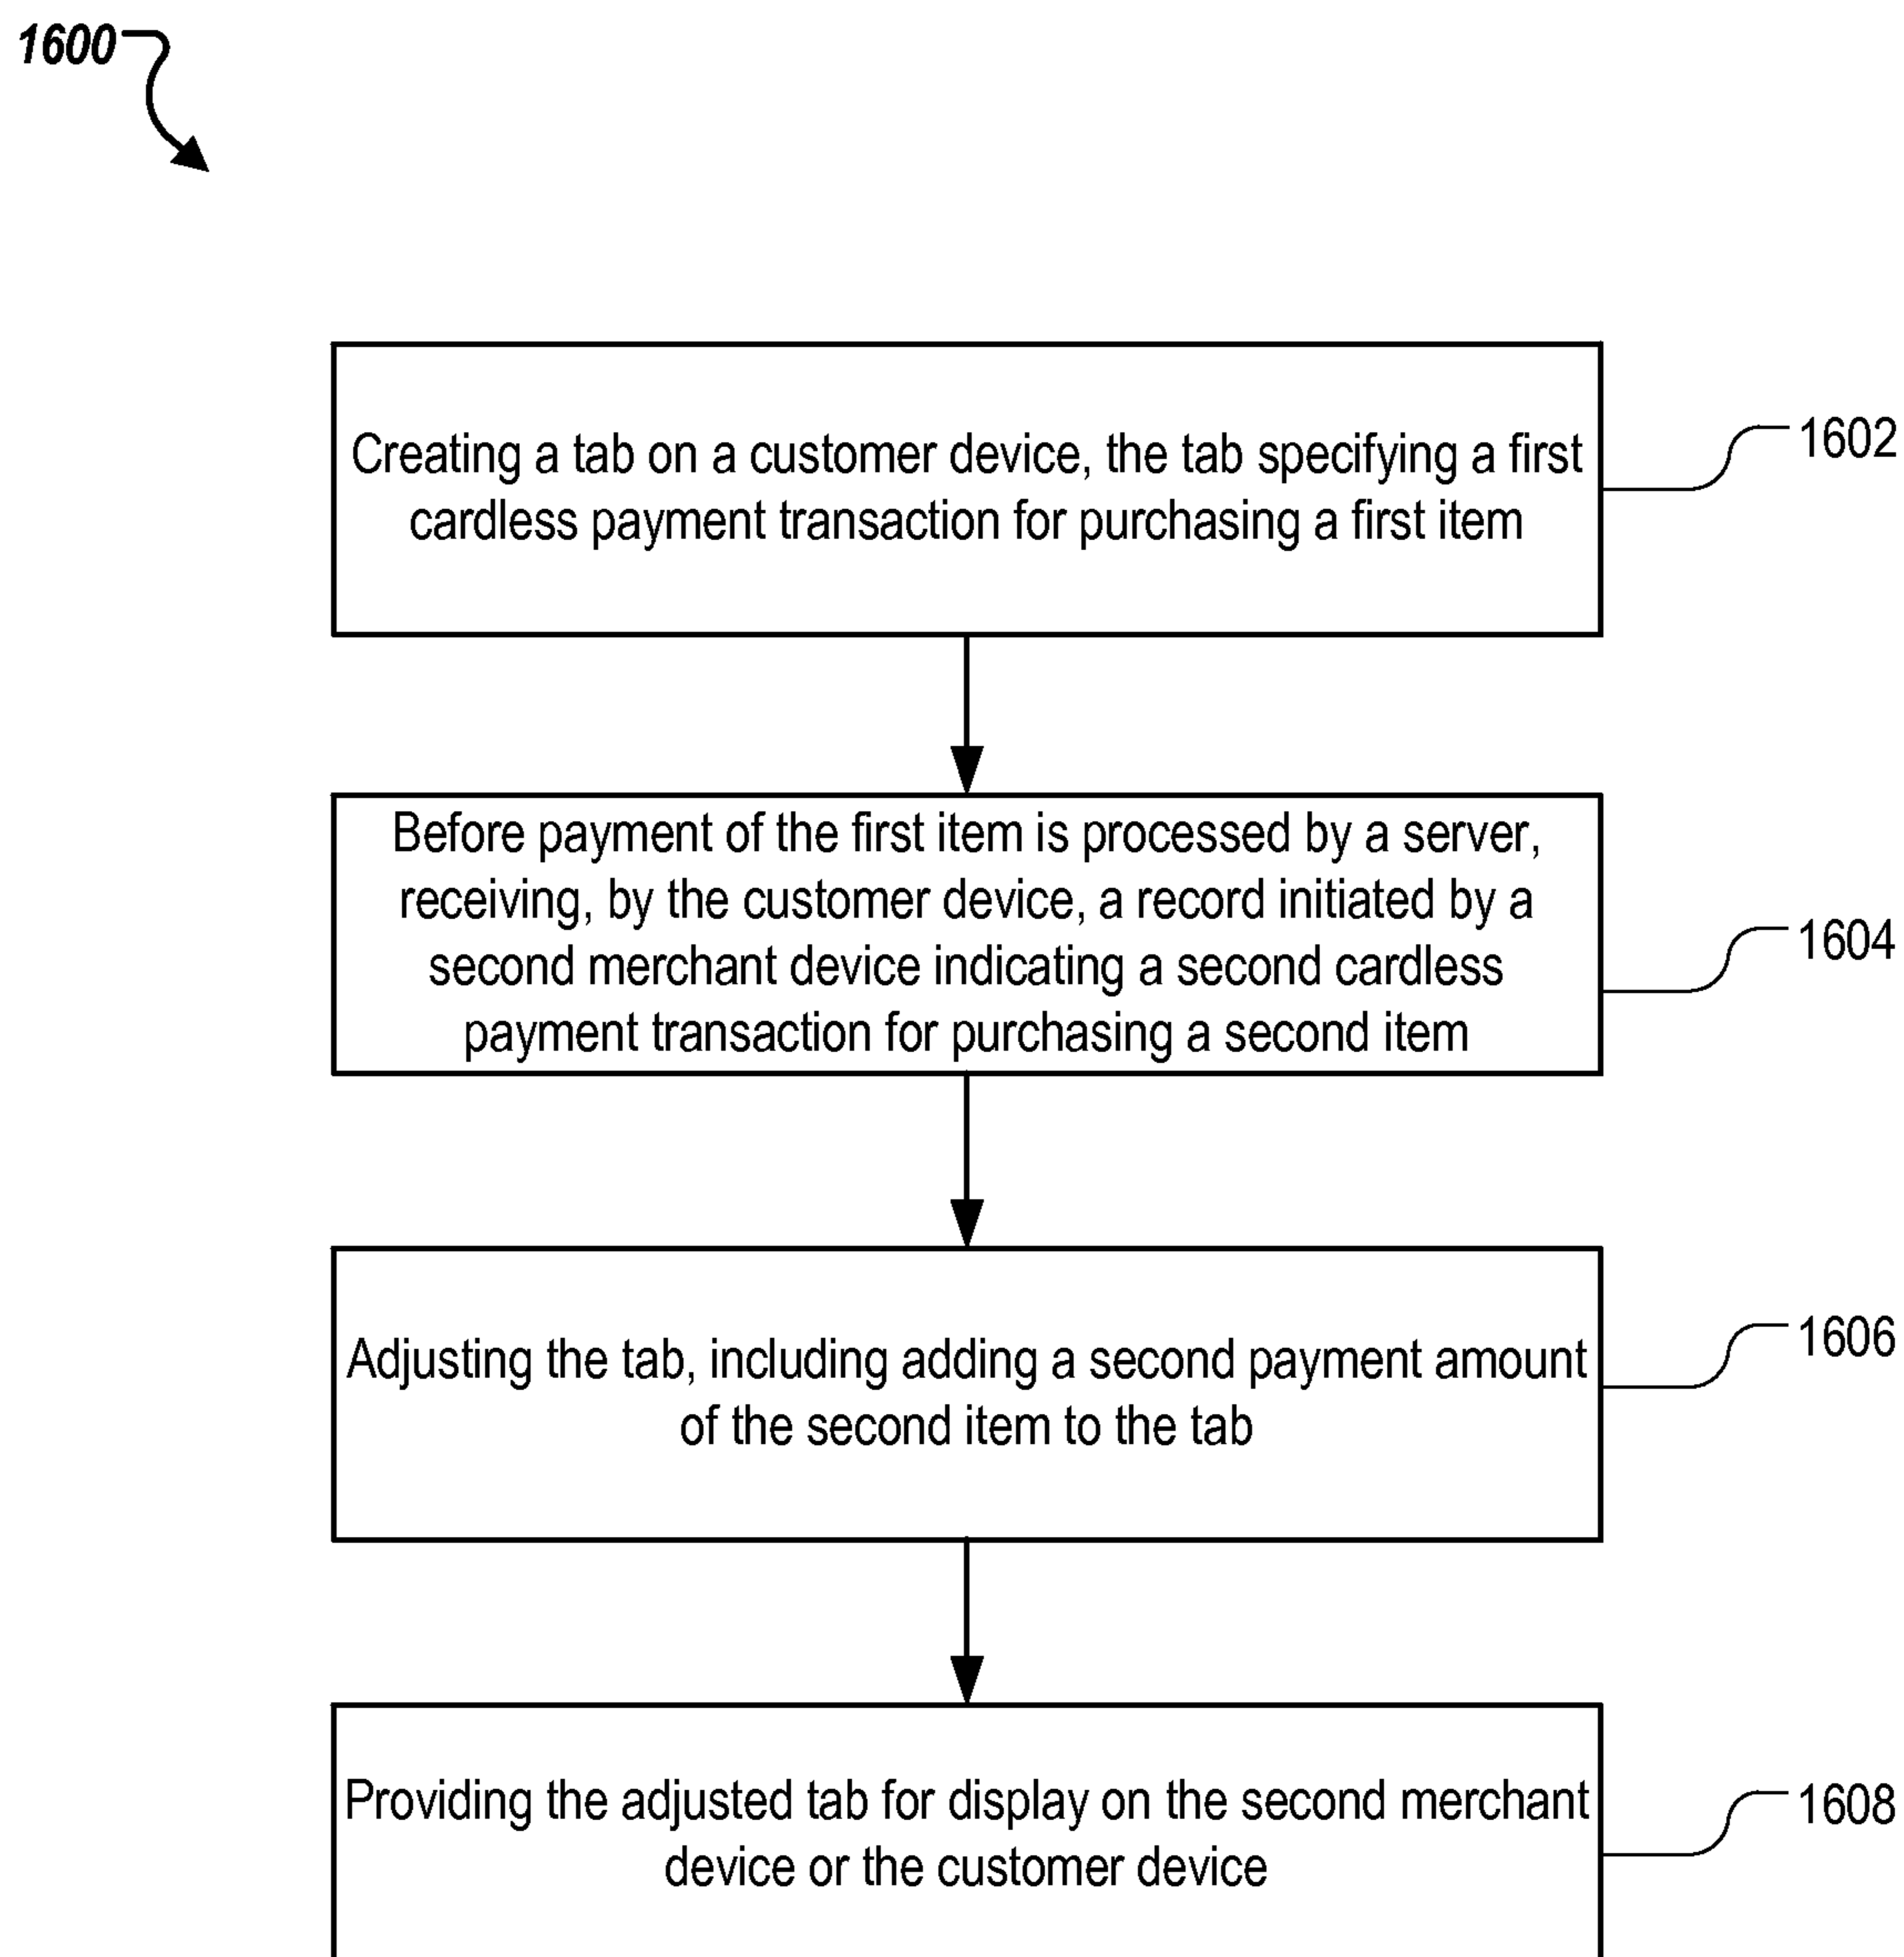 1600
Creating a tab on a customer device, the tab specifying a first
cardless payment transaction for purchasing a first item
1602
Before payment of the first item is processed by a server,
receiving, by the customer device, a record initiated by a
second merchant device indicating a second cardless
payment transaction for purchasing a second item
1604
Adjusting the tab, including adding a second payment amount
of the second item to the tab
1606
Providing the adjusted tab for display on the second merchant
device or the customer device
1608